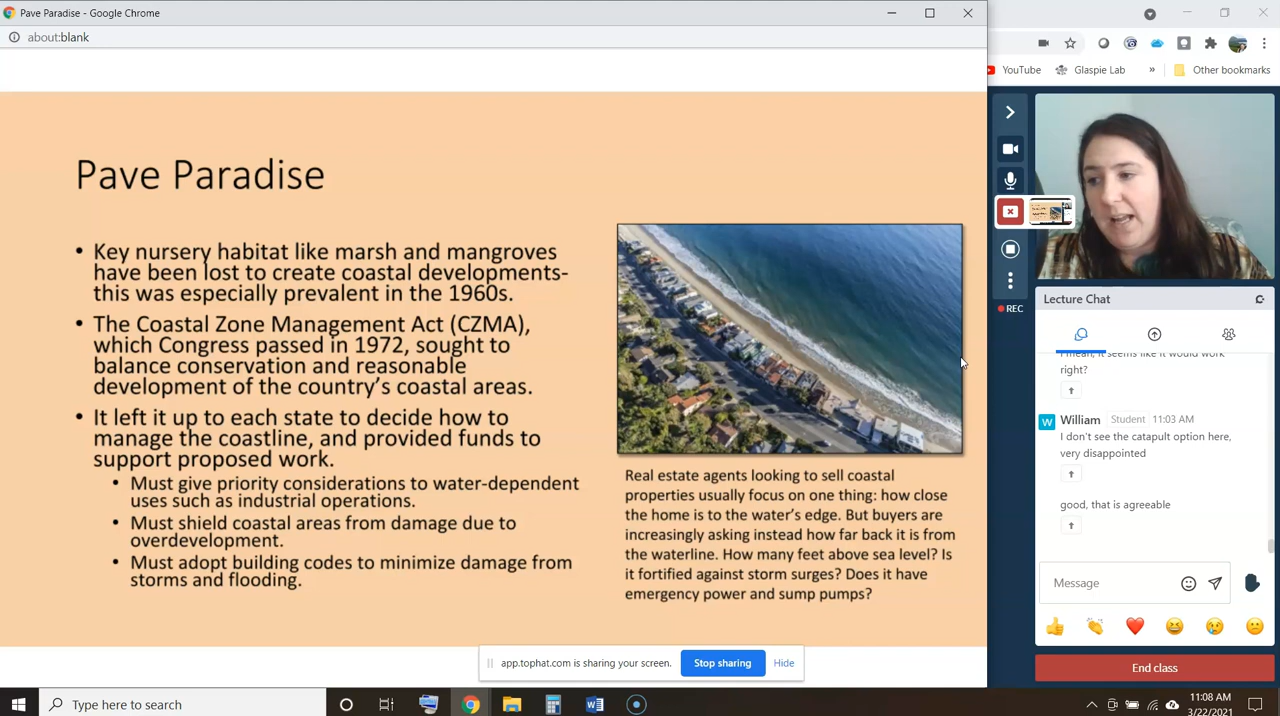 Pave Paradise - Google Chrome
about:blank
YouTube
Glaspie Lab
»
Other bookmarks
Pave Paradise
• Key nursery habitat like marsh and mangroves
have been lost to create coastal developments-
this was especially prevalent in the 1960s.
• The Coastal Zone Management Act (CZMA),
which Congress passed in 1972, sought to
balance conservation and reasonable
development of the country's coastal areas.
• It left it up to each state to decide how to
manage the coastline, and provided funds to
support proposed work.
• Must give priority considerations to water-dependent
uses such as industrial operations.
• Must shield coastal areas from damage due to
overdevelopment.
• Must adopt building codes to minimize damage from
storms and flooding.
Real estate agents looking to sell coastal
properties usually focus on one thing: how close
the home is to the water's edge. But buyers are
increasingly asking instead how far back it is from
the waterline. How many feet above sea level? Is
it fortified against storm surges? Does it have
emergency power and sump pumps?
REC
Lecture Chat
I mean, it seems like it would work
right?
W
William Student 11:03 AM
I don't see the catapult option here,
very disappointed
good, that is agreeable
Message
End class
app.tophat.com is sharing your screen.
Stop sharing
Hide
Type here to search
11:08 AM
3/22/2021